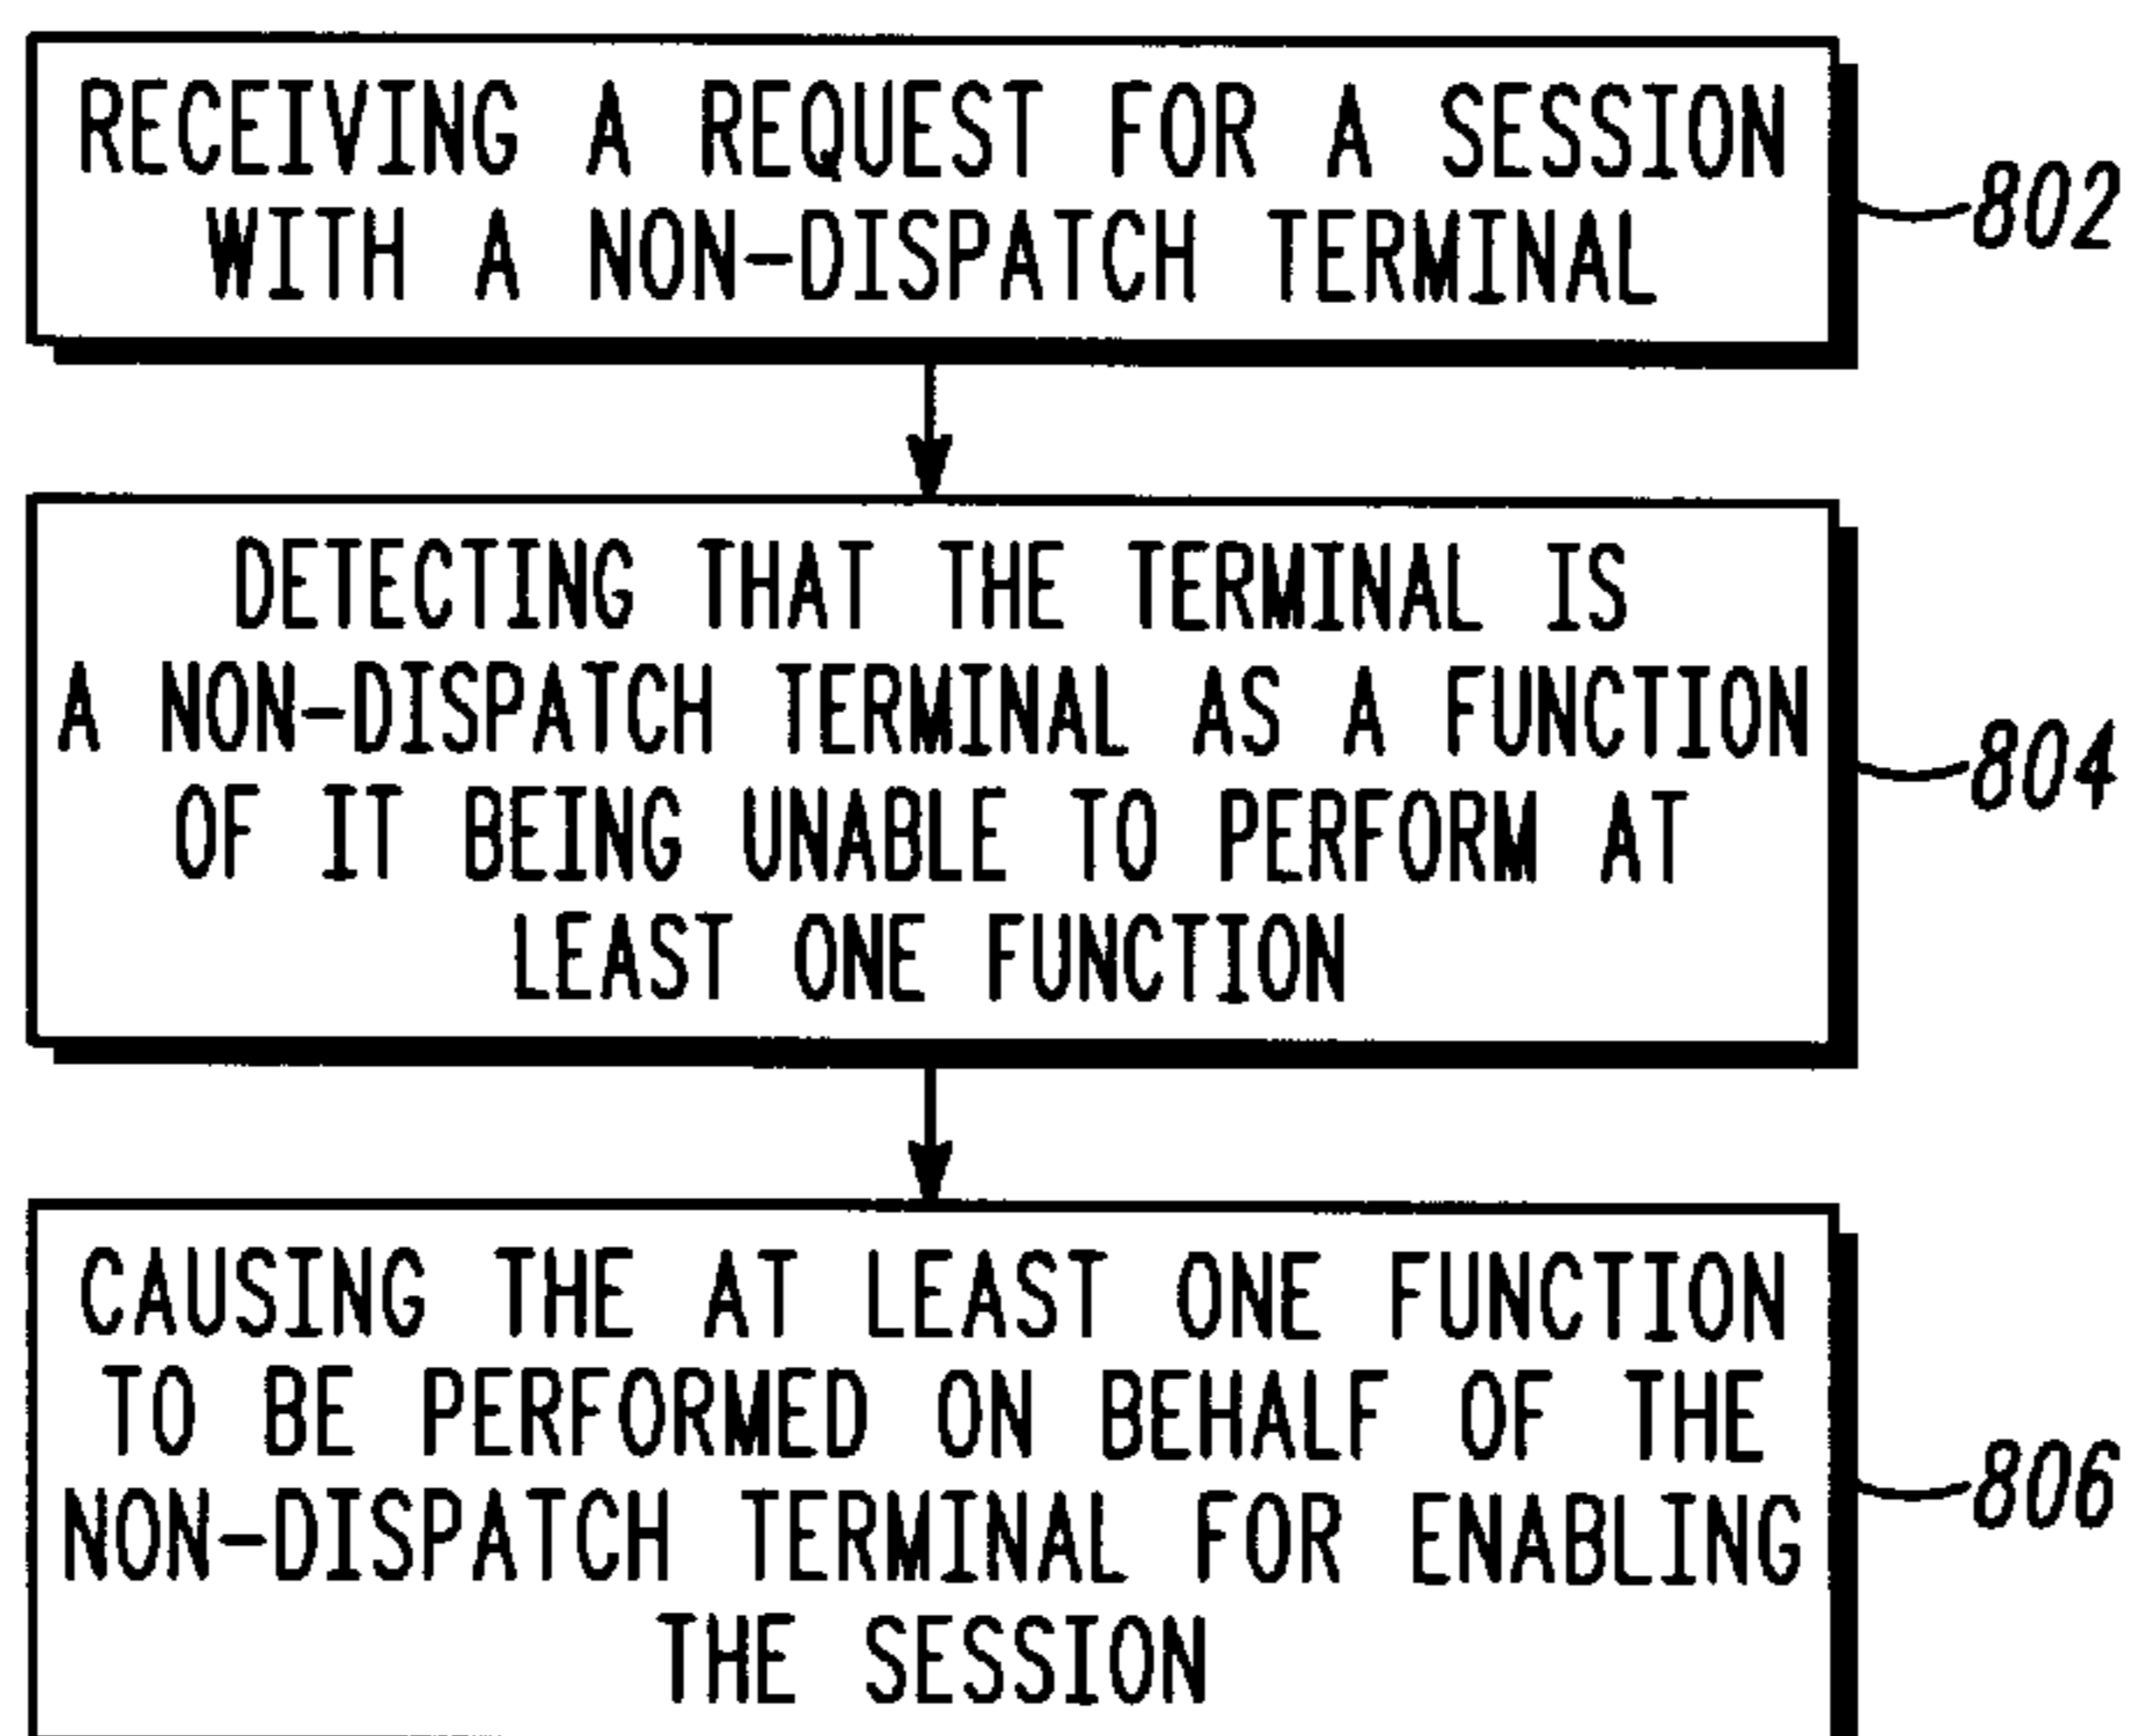 RECEIVING A REQUEST FOR A SESSION
WITH A NON-DISPATCH TERMINAL
802
DETECTING THAT THE TERMINAL IS
A NON-DISPATCH TERMINAL AS A FUNCTION
OF IT BEING UNABLE TO PERFORM AT
LEAST ONE FUNCTION
804
CAUSING THE AT LEAST ONE FUNCTION
TO BE PERFORMED ON BEHALF OF THE
NON-DISPATCH TERMINAL FOR ENABLING
THE SESSION
806